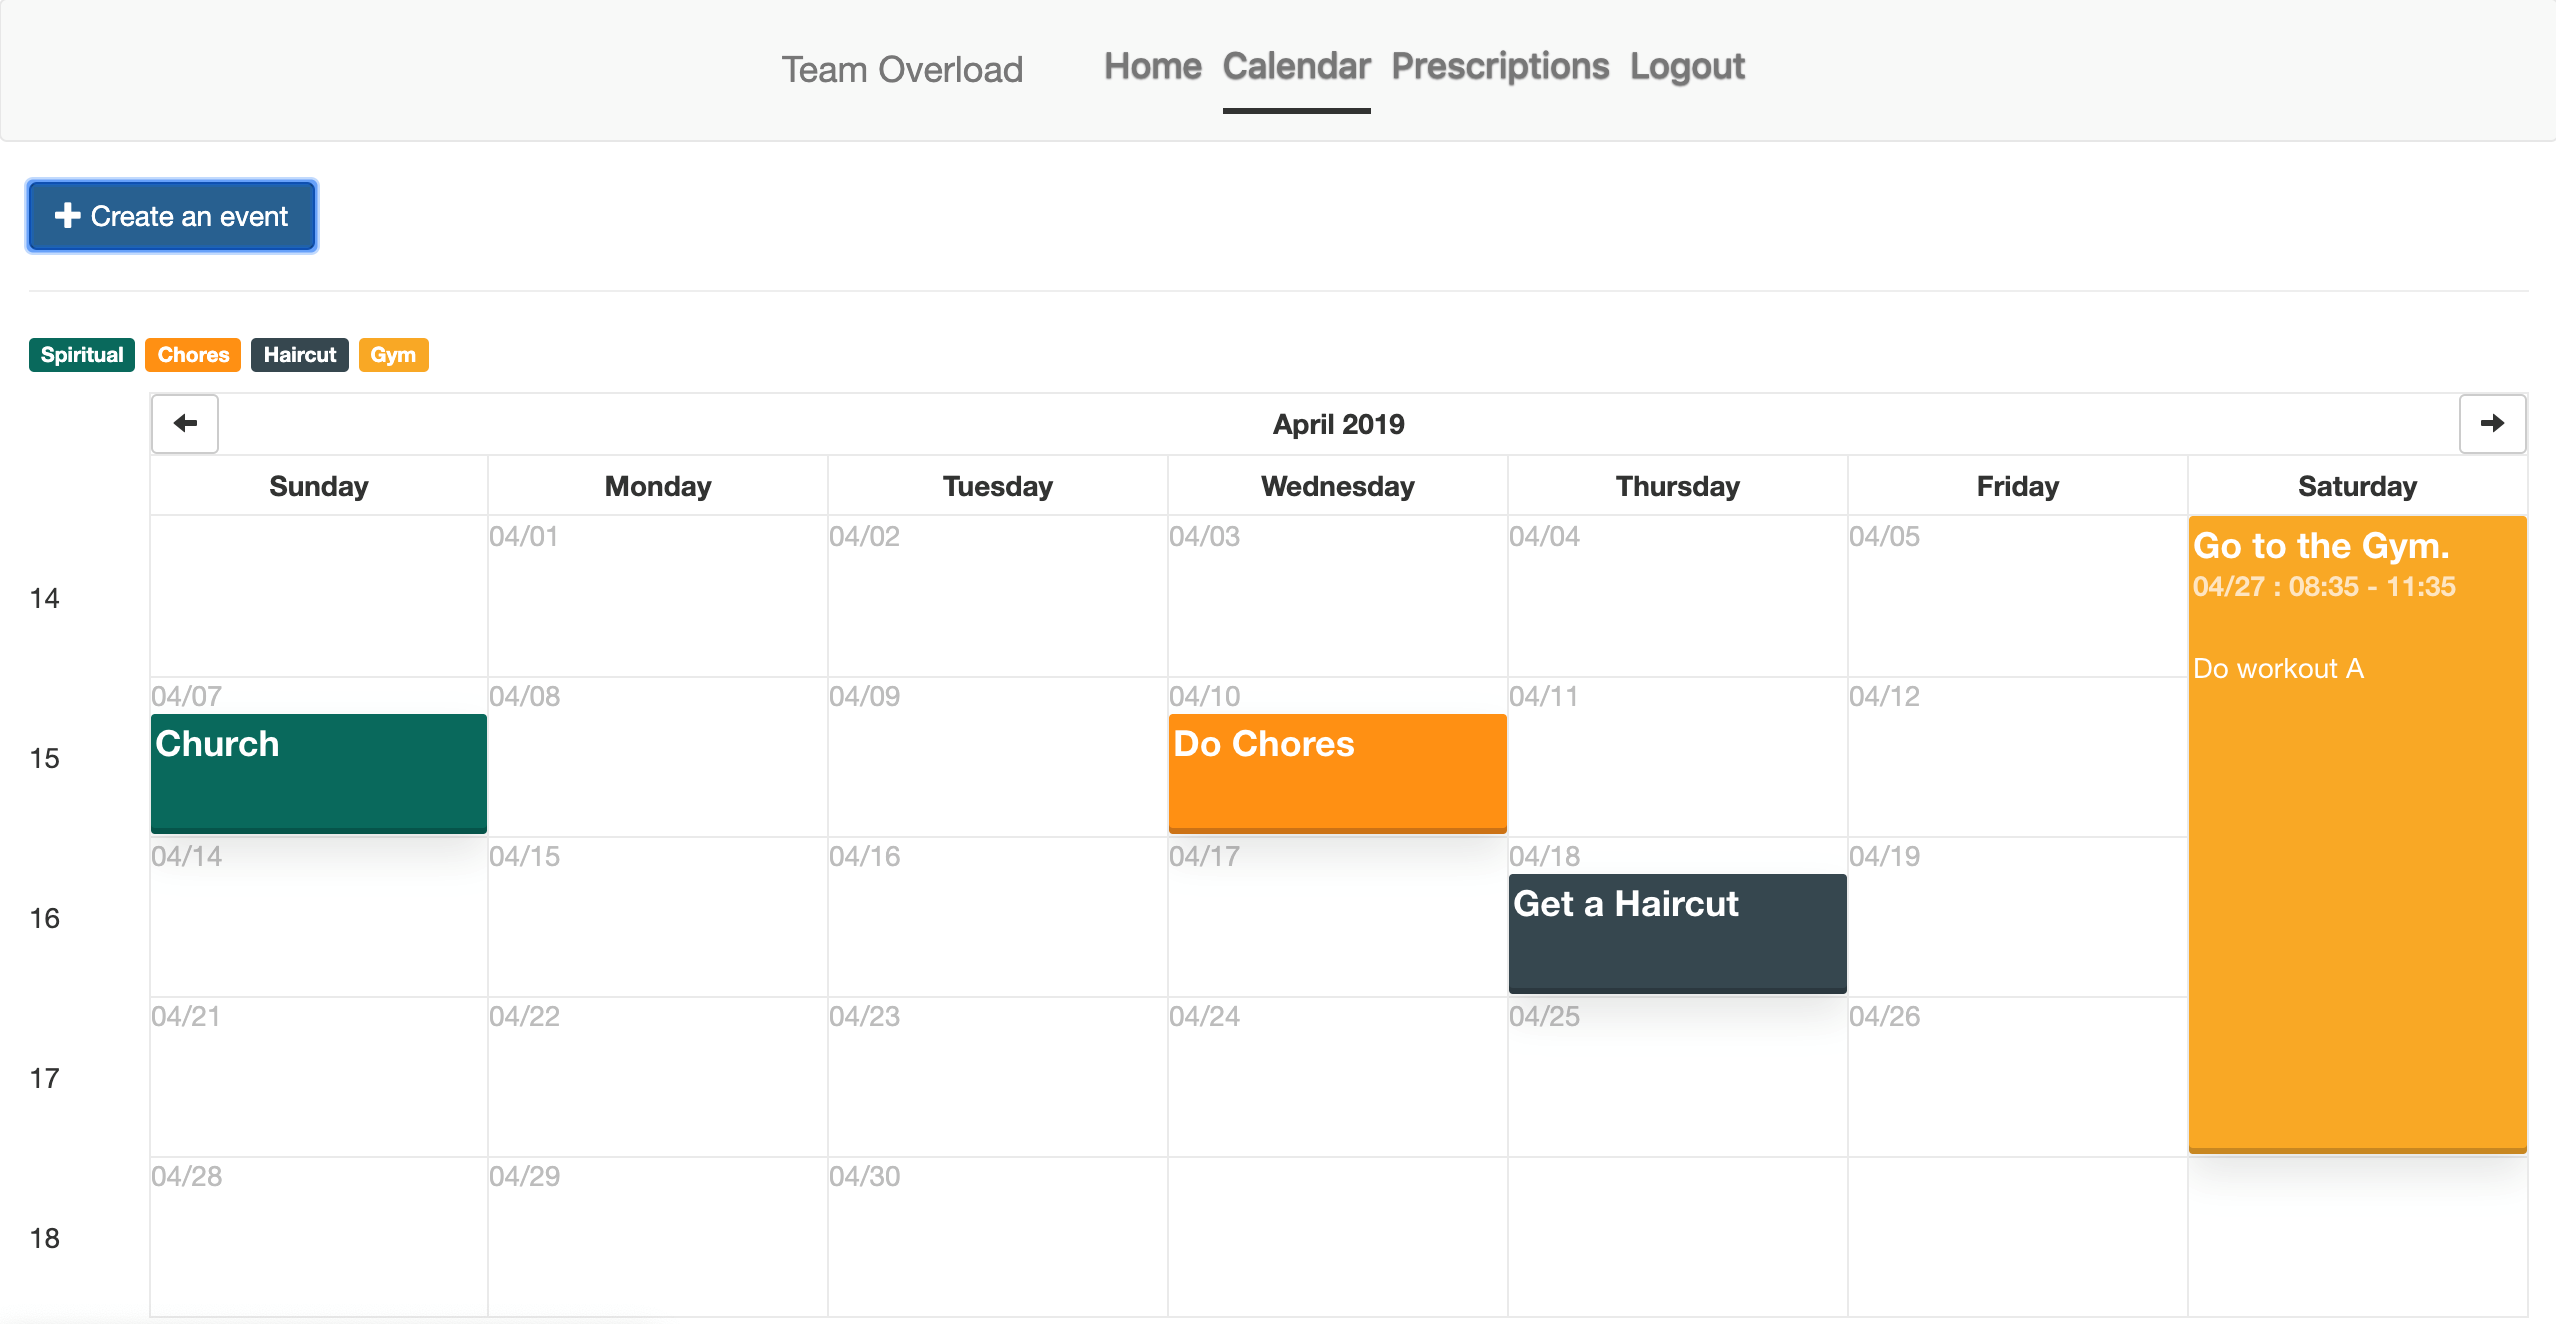 Team Overload Home Calendar Prescriptions Logout
Create an event
Spiritual Chores Haircut Gym
April 2019
Sunday Monday Tuesday Wednesday Thursday Friday Saturday
04/01 04/02 04/03 04/04 04/05
Go to the Gym.
04/27 : 08:35 - 11:35
14
Do workout A
04/07 04/08 04/09 04/10 04/11 04/12
Church Do Chores
15
04/14 04/15 04/16 04/17 04/18 04/19
Get a Haircut
16
04/21 04/22 04/23 04/24 04/25 04/26
17
04/28 04/29 04/30
18